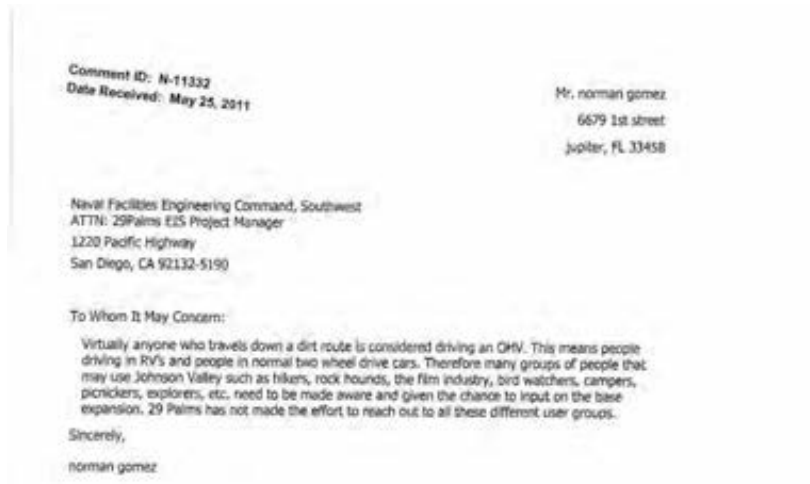 Comment ID: N-11332
Date Received: May 25, 2011
Mr. norman gomez
6679 1st street
jupiter, FL 33458
Naval Facilities Engineering Command, Southwest
ATTN: 29Palms EIS Project Manager
1220 Pacific Highway
San Diego, CA 92132-5190
To Whom It May Concern:
Virtually anyone who travels down a dirt route is considered driving an OHV. This means people
driving in RV's and people in normal two wheel drive cars. Therefore many groups of people that
may use Johnson Valley such as hikers, rock hounds, the film industry, bird watchers, campers,
picnickers, explorers, etc. need to be made aware and given the chance to input on the base
expansion. 29 Palms has not made the effort to reach out to all these different user groups.
Sincerely,
norman gomez